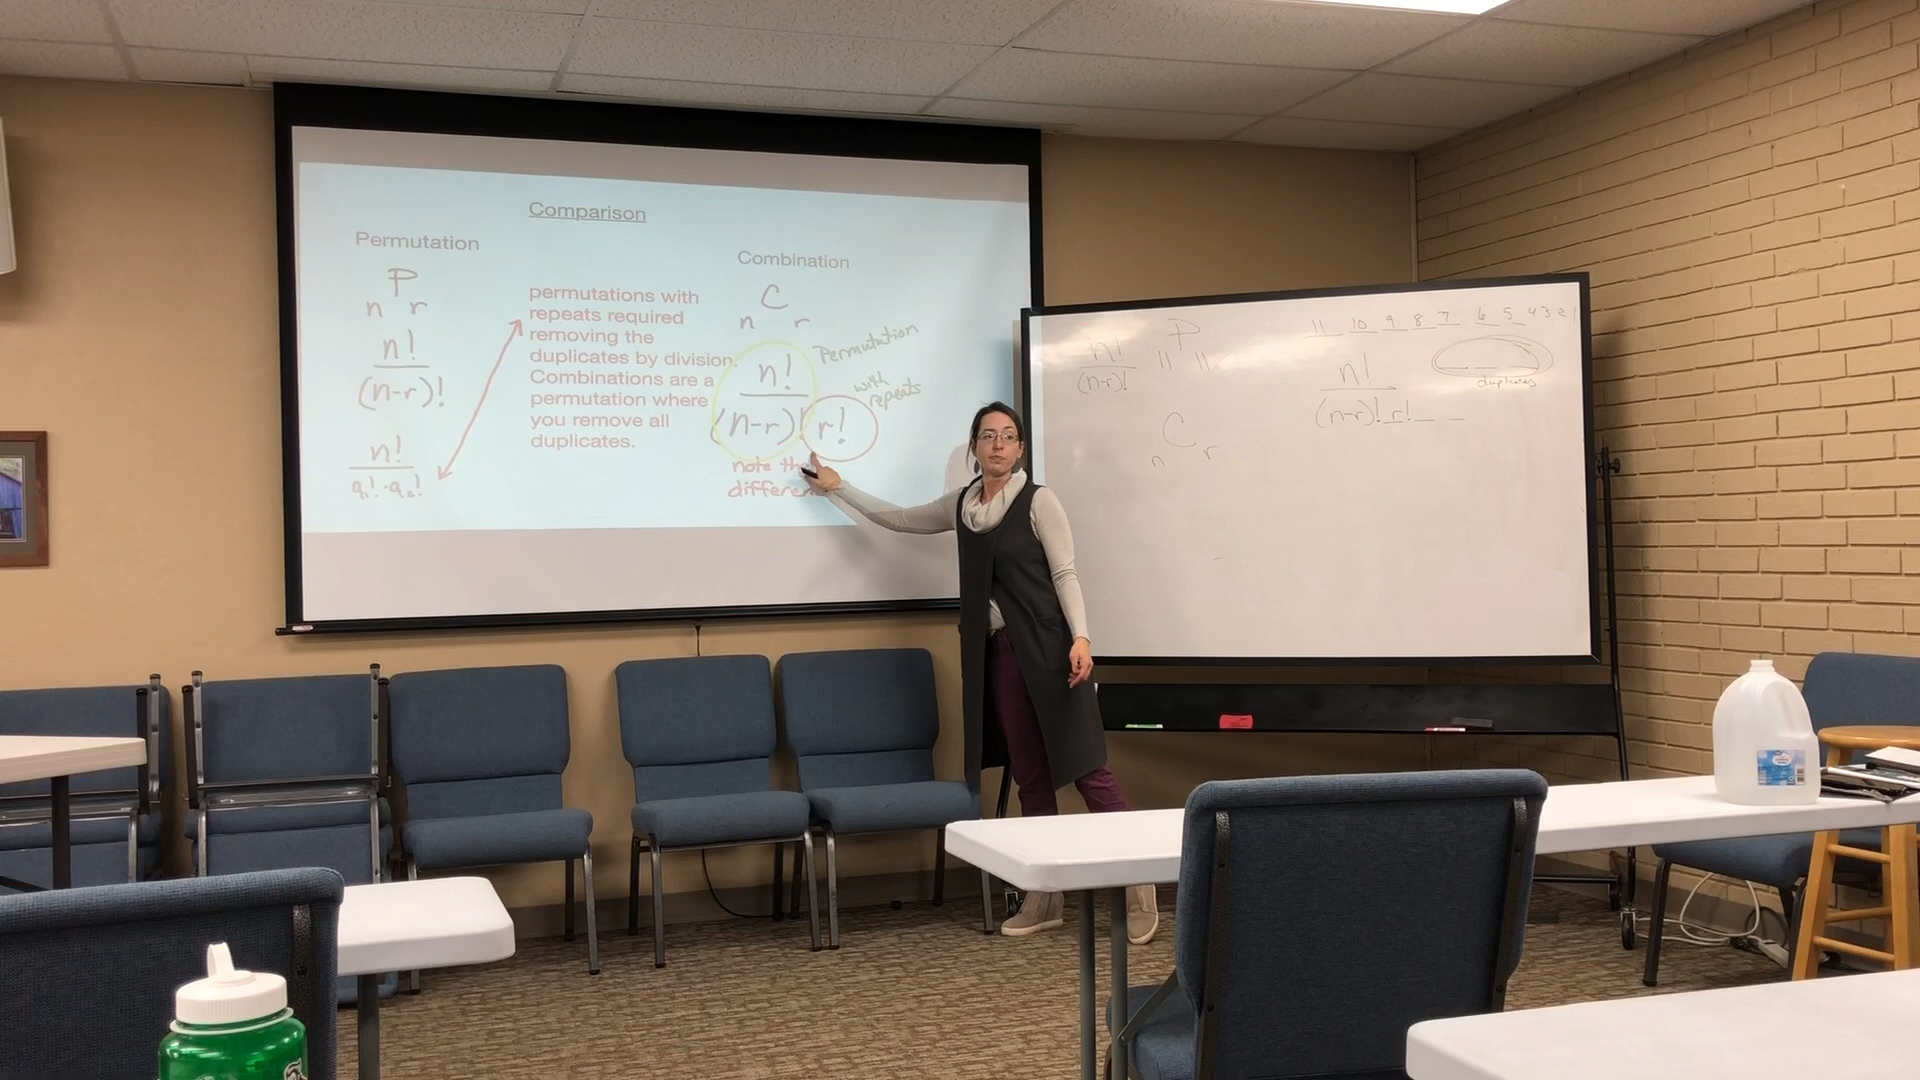 Comparison
Permutation
P
n r
n!
(n-r)!
n!
q₁!·q₂!
permutations with
repeats required
removing the
duplicates by division.
Combinations are a
permutation where
you remove all
duplicates.
Combination
C
n r
n!
(n-r)! r!
Permutation
with
repeats
note the
differen
n!
(n-r)!
P
" "
C
n r
11 10 9 8 7 6 5 4 3 2 1
n!
(n-r)! r!
duplicates